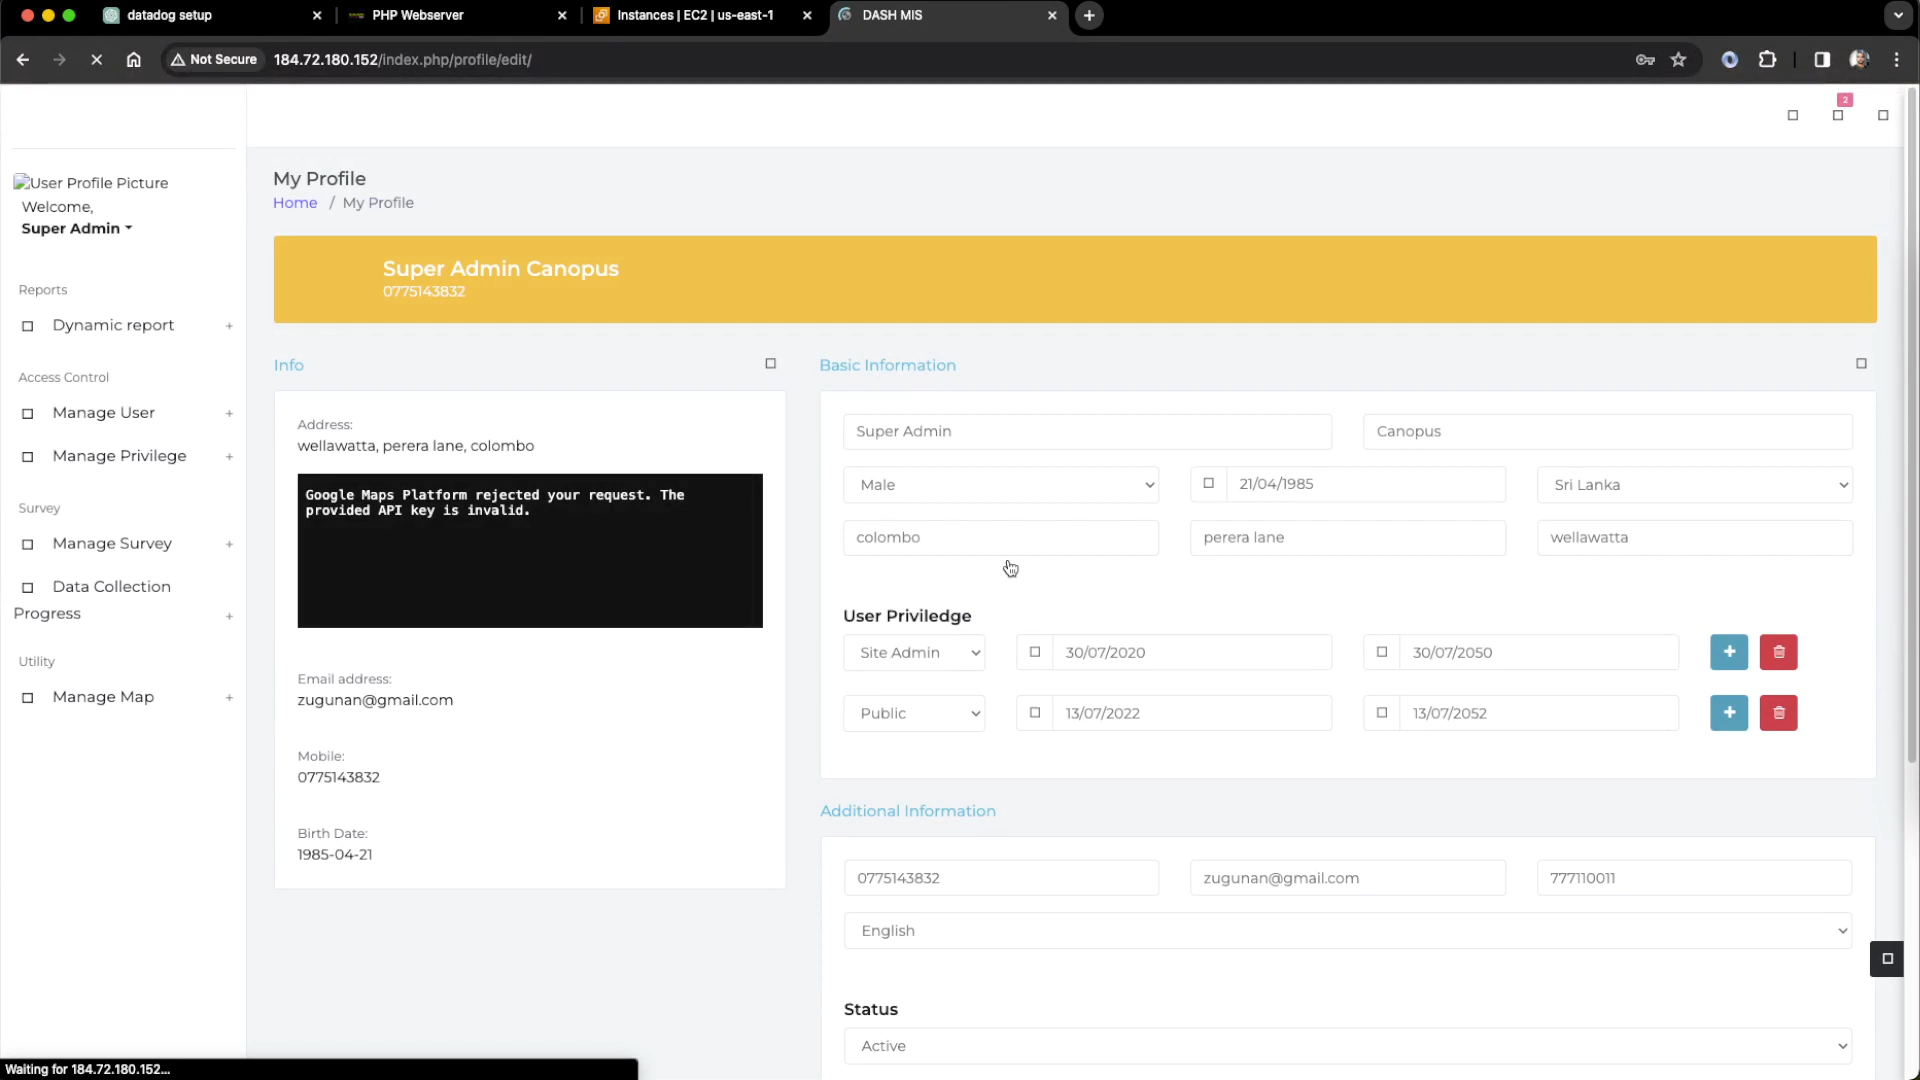 datadog setup
PHP Webserver
Instances | EC2 | us-east-1
DASH MIS
Not Secure
184.72.180.152/index.php/profile/edit/
2
User Profile Picture
Welcome,
Super Admin
Reports
Dynamic report +
Access Control
Manage User +
Manage Privilege +
Survey
Manage Survey +
Data Collection
Progress +
Utility
Manage Map +
My Profile
Home / My Profile
Super Admin Canopus
0775143832
Info
Address:
wellawatta, perera lane, colombo
Google Maps Platform rejected your request. The
provided API key is invalid.
Email address:
zugunan@gmail.com
Mobile:
0775143832
Birth Date:
1985-04-21
Basic Information
Super Admin
Canopus
Male
21/04/1985
Sri Lanka
colombo
perera lane
wellawatta
User Priviledge
Site Admin
30/07/2020
30/07/2050
Public
13/07/2022
13/07/2052
Additional Information
0775143832
zugunan@gmail.com
777110011
English
Status
Active
Waiting for 184.72.180.152...